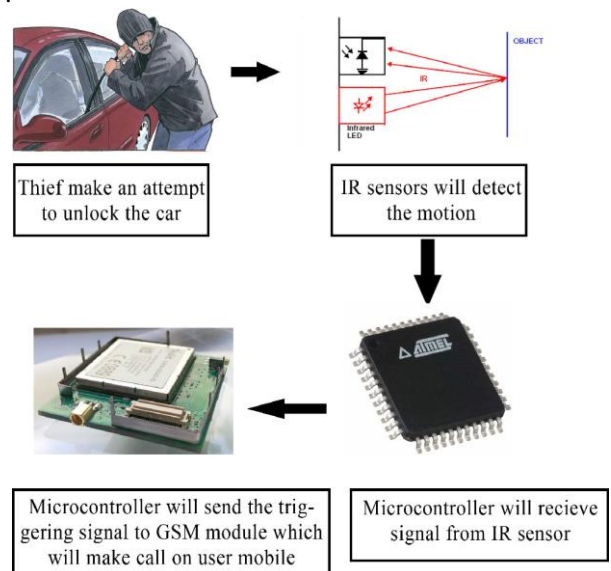 OBJECT
IR
Infrared
LED
Thief make an attempt
to unlock the car
IR sensors will detect
the motion
ATMEL
Microcontroller will send the trig-
gering signal to GSM module which
will make call on user mobile
Microcontroller will recieve
signal from IR sensor